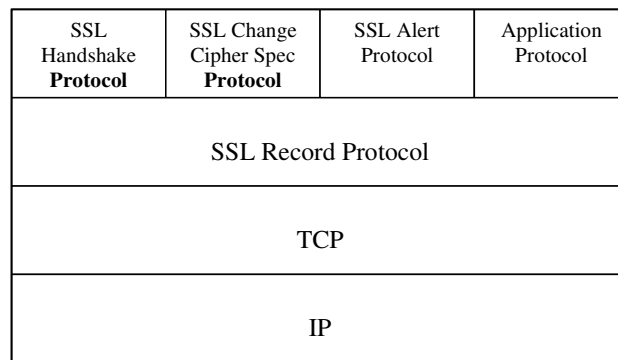 SSL
Handshake
Protocol
SSL Change
Cipher Spec
Protocol
SSL Alert
Protocol
Application
Protocol
SSL Record Protocol
TCP
IP